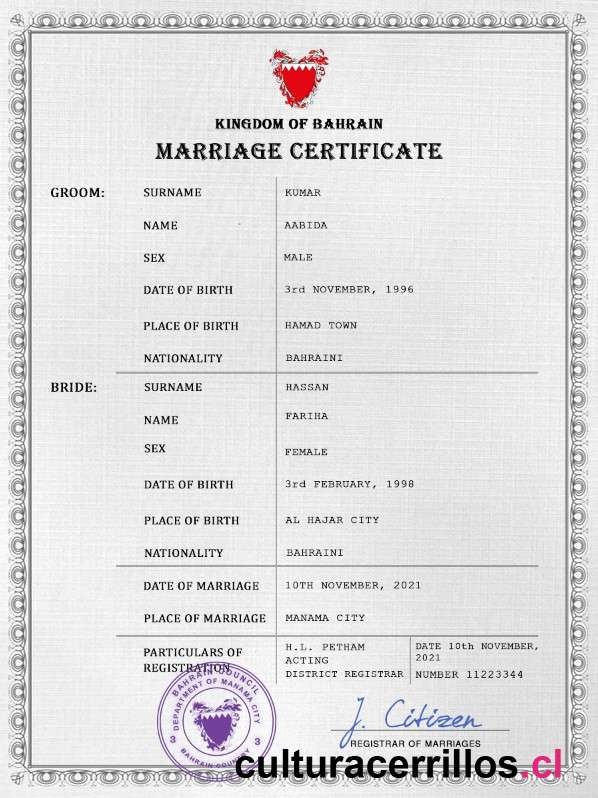 KINGDOM OF BAHRAIN
MARRIAGE CERTIFICATE
GROOM: SURNAME KUMAR
NAME AABIDA
SEX MALE
DATE OF BIRTH 3rd NOVEMBER, 1996
PLACE OF BIRTH HAMAD TOWN
NATIONALITY BAHRAINI
BRIDE: SURNAME HASSAN
NAME FARIHA
SEX FEMALE
DATE OF BIRTH 3rd FEBRUARY, 1998
PLACE OF BIRTH AL HAJAR CITY
NATIONALITY BAHRAINI
DATE OF MARRIAGE 10TH NOVEMBER, 2021
PLACE OF MARRIAGE MANAMA CITY
PARTICULARS OF REGISTRATION
H.L. PETHAM
ACTING
DISTRICT REGISTRAR
DATE 10th NOVEMBER,
2021
NUMBER 11223344
BAHRAIN COUNCIL
DEPARTMENT OF MANAMA CITY
3 3
BAHRAIN COUNTRY
J. Citizen
REGISTRAR OF MARRIAGES
culturacerrillos.cl